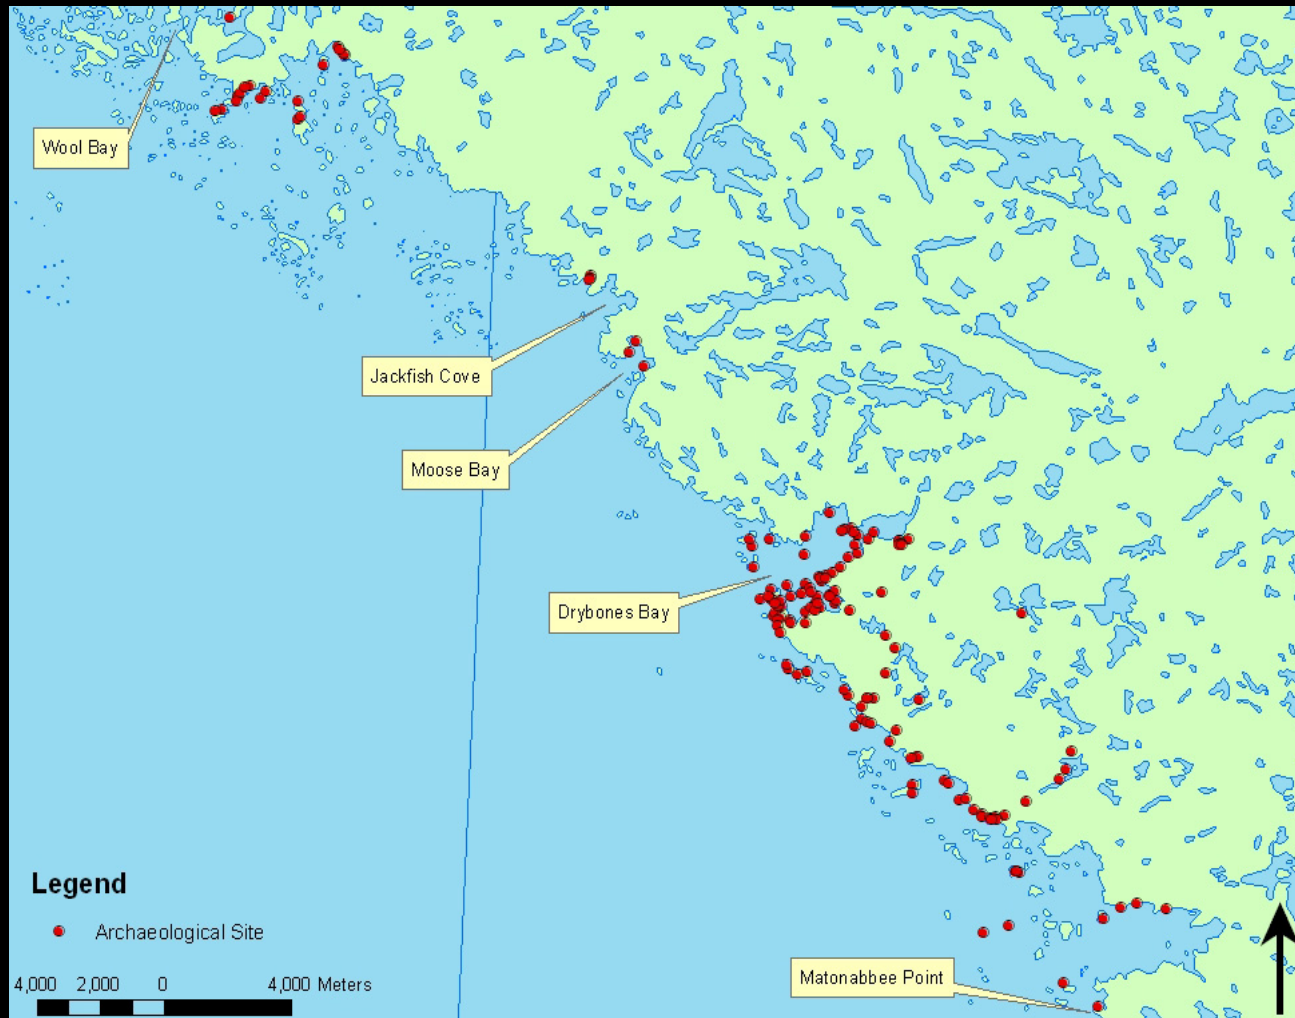 Wool Bay
Jackfish Cove
Moose Bay
Drybones Bay
Matonabbee Point
Legend
Archaeological Site
4,000 2,000 0 4,000 Meters